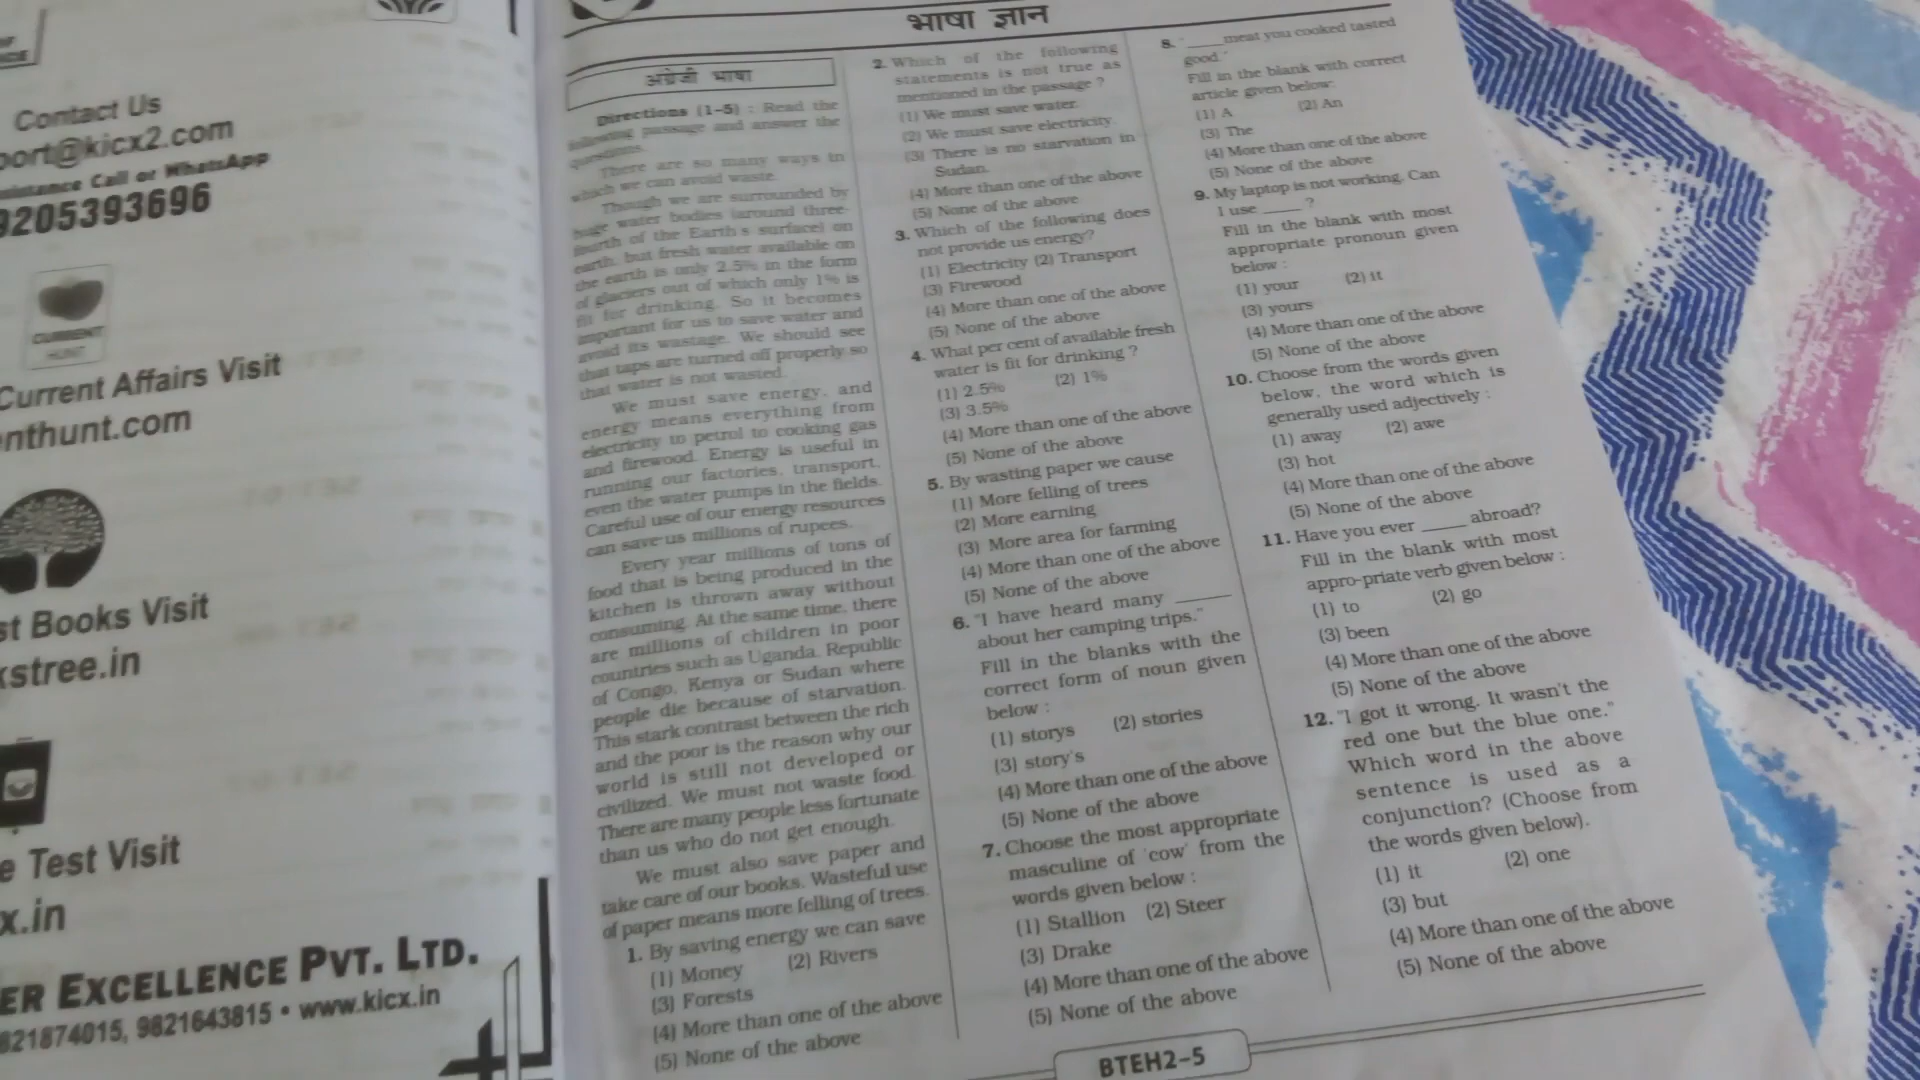 Contact Us
port@kicx2.com
Call or WhatsApp
9205393696
CURRENT
HUNT
Current Affairs Visit
nthunt.com
st Books Visit
kstree.in
e Test Visit
x.in
ER EXCELLENCE PVT. LTD.
821874015, 9821643815 • www.kicx.in
भाषा ज्ञान
अंग्रेजी भाषा
Directions (1-5) : Read the
following passage and answer the
questions.
There are so many ways in
which we can avoid waste.
Though we are surrounded by
huge water bodies (around three-
fourth of the Earth's surface) on
earth, but fresh water available on
the earth is only 2.5% in the form
of glaciers out of which only 1% is
fit for drinking. So it becomes
important for us to save water and
avoid its wastage. We should see
that taps are turned off properly so
that water is not wasted.
We must save energy, and
energy means everything from
electricity to petrol to cooking gas
and firewood. Energy is useful in
running our factories, transport,
even the water pumps in the fields.
Careful use of our energy resources
can save us millions of rupees.
Every year millions of tons of
food that is being produced in the
kitchen is thrown away without
consuming. At the same time, there
are millions of children in poor
countries such as Uganda, Republic
of Congo, Kenya or Sudan where
people die because of starvation.
This stark contrast between the rich
and the poor is the reason why our
world is still not developed or
civilized. We must not waste food.
There are many people less fortunate
than us who do not get enough.
We must also save paper and
take care of our books. Wasteful use
of paper means more felling of trees.
1. By saving energy we can save
(1) Money (2) Rivers
(3) Forests
(4) More than one of the above
(5) None of the above
2. Which of the following
statements is not true as
mentioned in the passage ?
(1) We must save water.
(2) We must save electricity.
(3) There is no starvation in
Sudan.
(4) More than one of the above
(5) None of the above
3. Which of the following does
not provide us energy?
(1) Electricity (2) Transport
(3) Firewood
(4) More than one of the above
(5) None of the above
4. What per cent of available fresh
water is fit for drinking ?
(1) 2.5% (2) 1%
(3) 3.5%
(4) More than one of the above
(5) None of the above
5. By wasting paper we cause
(1) More felling of trees
(2) More earning
(3) More area for farming
(4) More than one of the above
(5) None of the above
6. "I have heard many _____
about her camping trips."
Fill in the blanks with the
correct form of noun given
below :
(1) storys (2) stories
(3) story's
(4) More than one of the above
(5) None of the above
7. Choose the most appropriate
masculine of 'cow' from the
words given below :
(1) Stallion (2) Steer
(3) Drake
(4) More than one of the above
(5) None of the above
8. "____ meat you cooked tasted
good."
Fill in the blank with correct
article given below:
(1) A (2) An
(3) The
(4) More than one of the above
(5) None of the above
9. My laptop is not working. Can
I use ____ ?
Fill in the blank with most
appropriate pronoun given
below :
(1) your (2) it
(3) yours
(4) More than one of the above
(5) None of the above
10. Choose from the words given
below, the word which is
generally used adjectively :
(1) away (2) awe
(3) hot
(4) More than one of the above
(5) None of the above
11. Have you ever ____ abroad?
Fill in the blank with most
appro-priate verb given below :
(1) to (2) go
(3) been
(4) More than one of the above
(5) None of the above
12. "I got it wrong. It wasn't the
red one but the blue one."
Which word in the above
sentence is used as a
conjunction? (Choose from
the words given below).
(1) it (2) one
(3) but
(4) More than one of the above
(5) None of the above
BTEH2-5